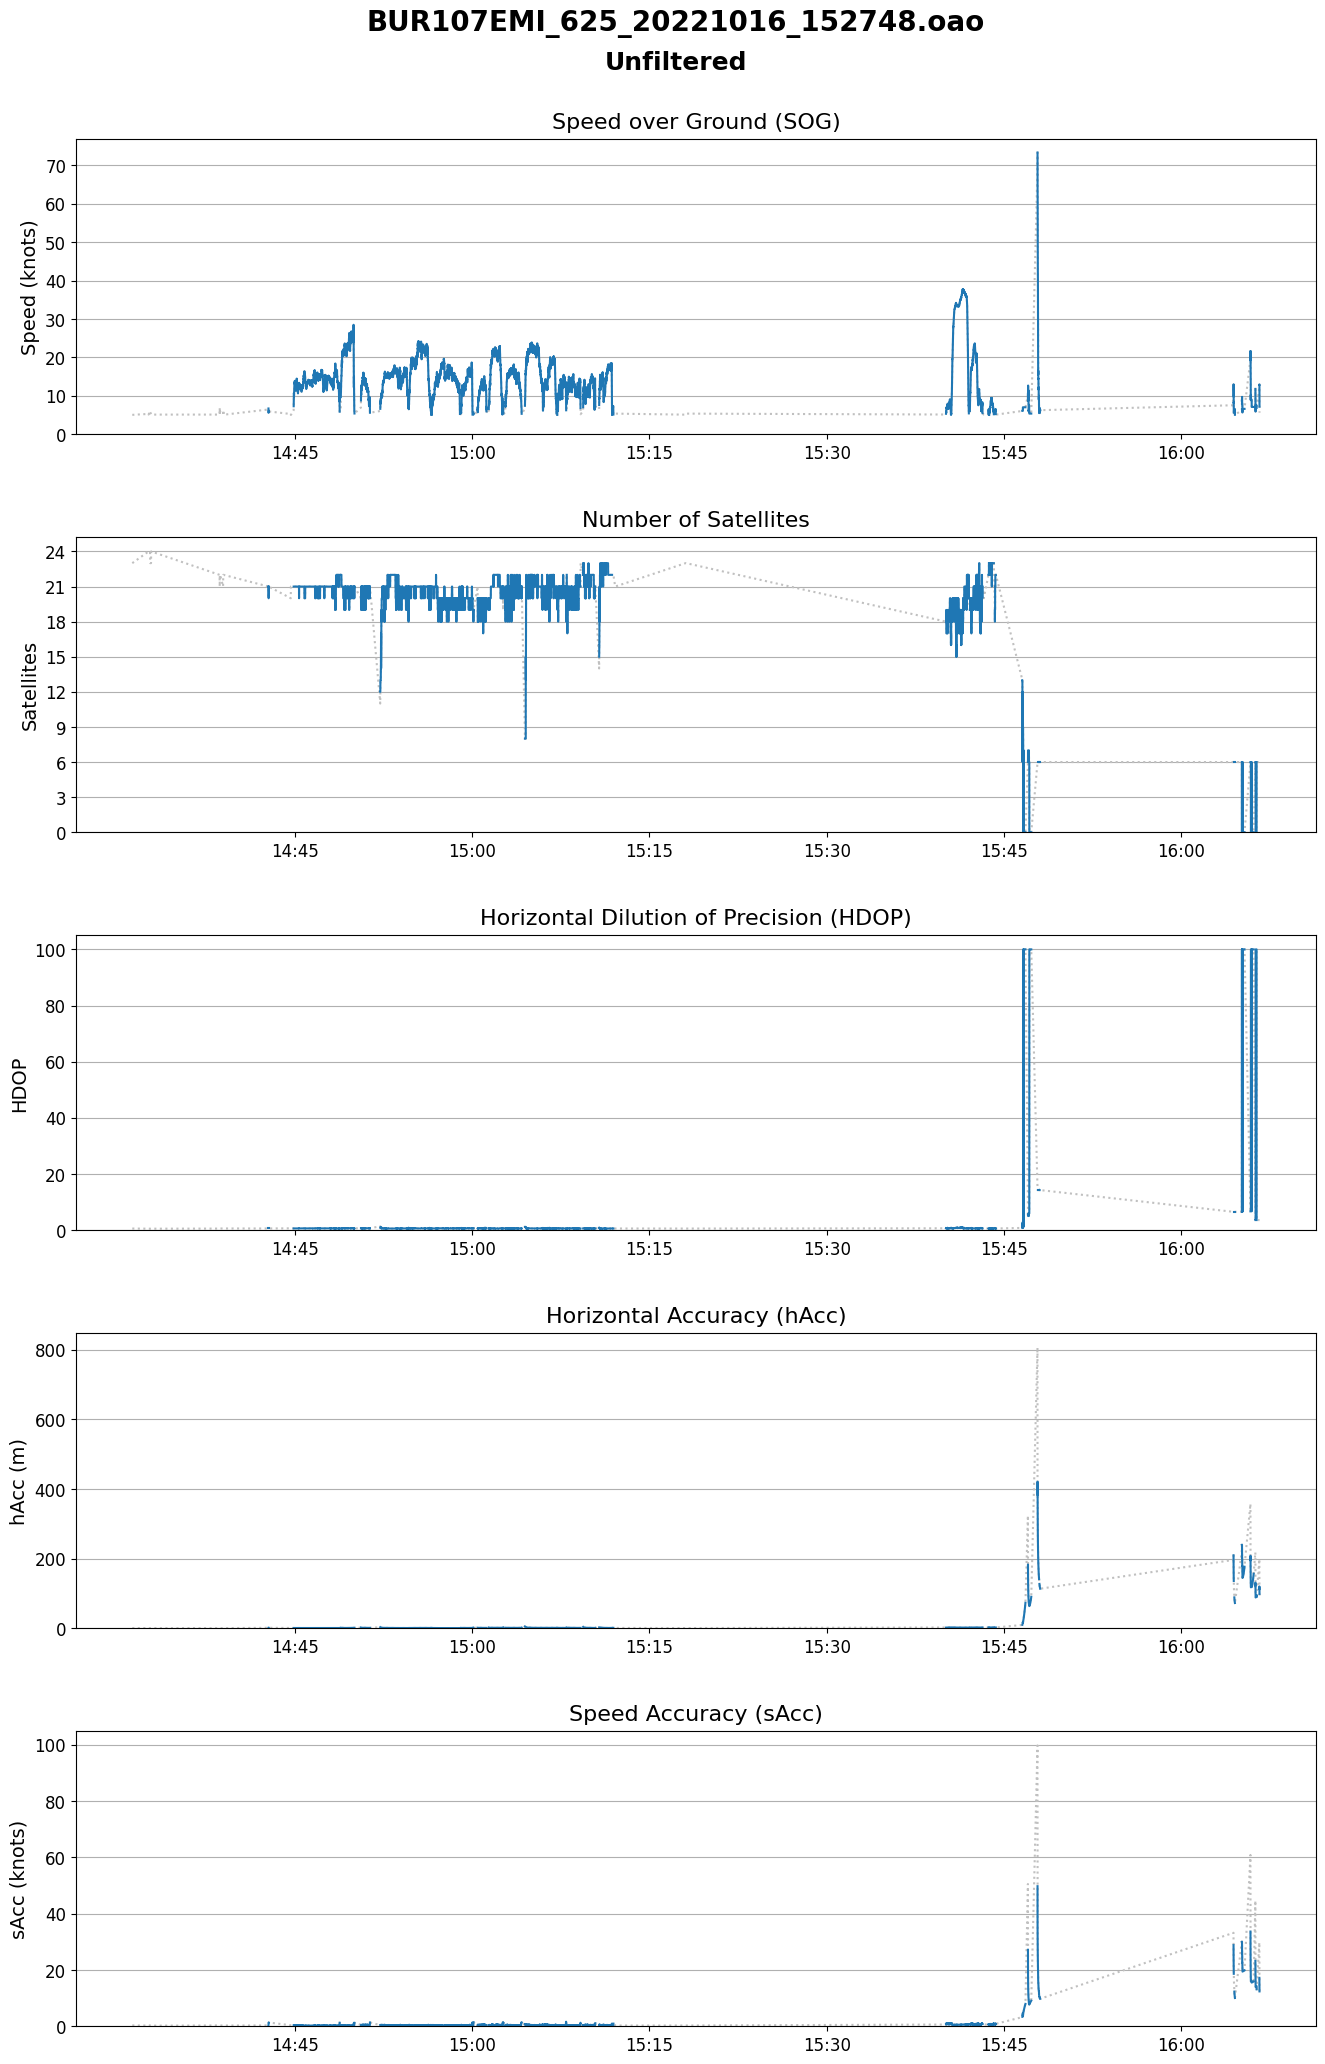 BUR107EMI_625_20221016_152748.oao
Unfiltered
Speed over Ground (SOG)
Speed (knots)
70
60
50
40
30
20
10
0
14:45 15:00 15:15 15:30 15:45 16:00
Number of Satellites
Satellites
24
21
18
15
12
9
6
3
0
14:45 15:00 15:15 15:30 15:45 16:00
Horizontal Dilution of Precision (HDOP)
HDOP
100
80
60
40
20
0
14:45 15:00 15:15 15:30 15:45 16:00
Horizontal Accuracy (hAcc)
hAcc (m)
800
600
400
200
0
14:45 15:00 15:15 15:30 15:45 16:00
Speed Accuracy (sAcc)
sAcc (knots)
100
80
60
40
20
0
14:45 15:00 15:15 15:30 15:45 16:00